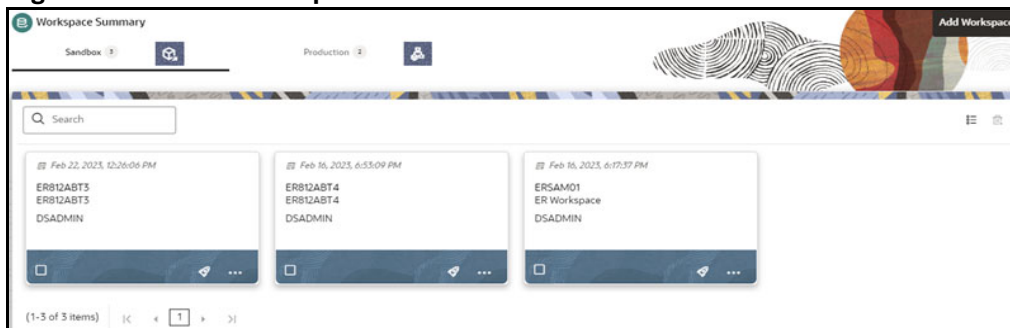 Workspace Summary
Add Workspace
Sandbox 3
Production 2
Search
Feb 22, 2023, 12:26:06 PM
ER812ABT3
ER812ABT3
DSADMIN
Feb 16, 2023, 6:53:09 PM
ER812ABT4
ER812ABT4
DSADMIN
Feb 16, 2023, 6:17:37 PM
ERSAM01
ER Workspace
DSADMIN
(1-3 of 3 items) 1